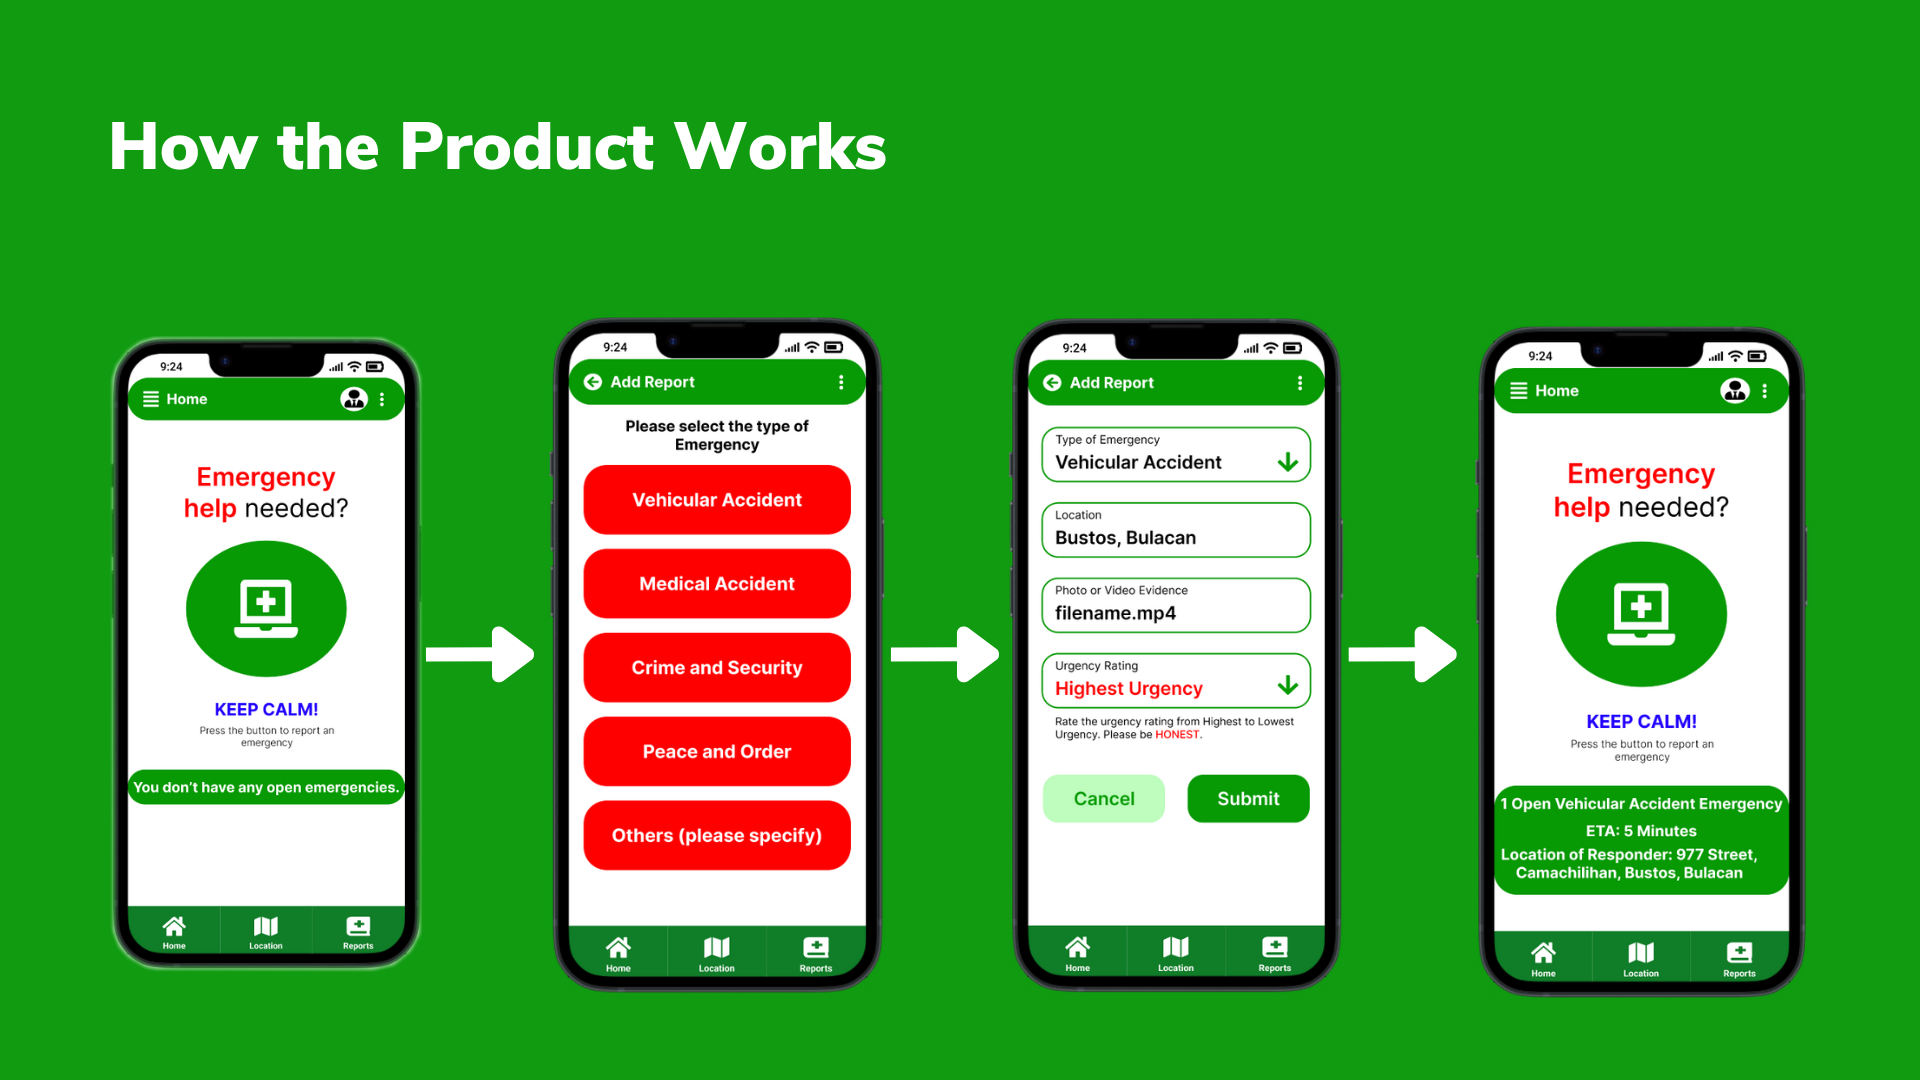 How the Product Works
9:24
Home
Emergency
help needed?
KEEP CALM!
Press the button to report an
emergency
You don't have any open emergencies.
Home
Location
Reports
9:24
Add Report
Please select the type of
Emergency
Vehicular Accident
Medical Accident
Crime and Security
Peace and Order
Others (please specify)
Home
Location
Reports
9:24
Add Report
Type of Emergency
Vehicular Accident
Location
Bustos, Bulacan
Photo or Video Evidence
filename.mp4
Urgency Rating
Highest Urgency
Rate the urgency rating from Highest to Lowest
Urgency. Please be HONEST.
Cancel
Submit
Home
Location
Reports
9:24
Home
Emergency
help needed?
KEEP CALM!
Press the button to report an
emergency
1 Open Vehicular Accident Emergency
ETA: 5 Minutes
Location of Responder: 977 Street,
Camachilihan, Bustos, Bulacan
Home
Location
Reports